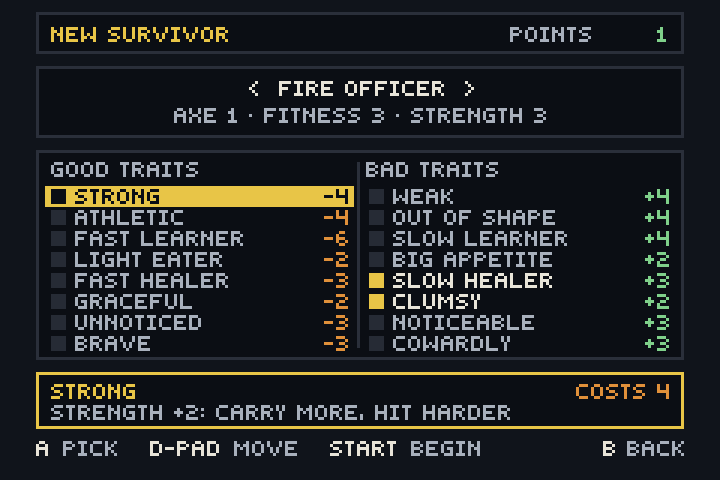 NEW SURVIVOR POINTS 1
< FIRE OFFICER >
AXE 1 · FITNESS 3 · STRENGTH 3
GOOD TRAITS
STRONG -4
ATHLETIC -4
FAST LEARNER -6
LIGHT EATER -2
FAST HEALER -3
GRACEFUL -2
UNNOTICED -3
BRAVE -3
BAD TRAITS
WEAK +4
OUT OF SHAPE +4
SLOW LEARNER +4
BIG APPETITE +2
SLOW HEALER +3
CLUMSY +2
NOTICEABLE +3
COWARDLY +3
STRONG COSTS 4
STRENGTH +2: CARRY MORE. HIT HARDER
A PICK D-PAD MOVE START BEGIN B BACK